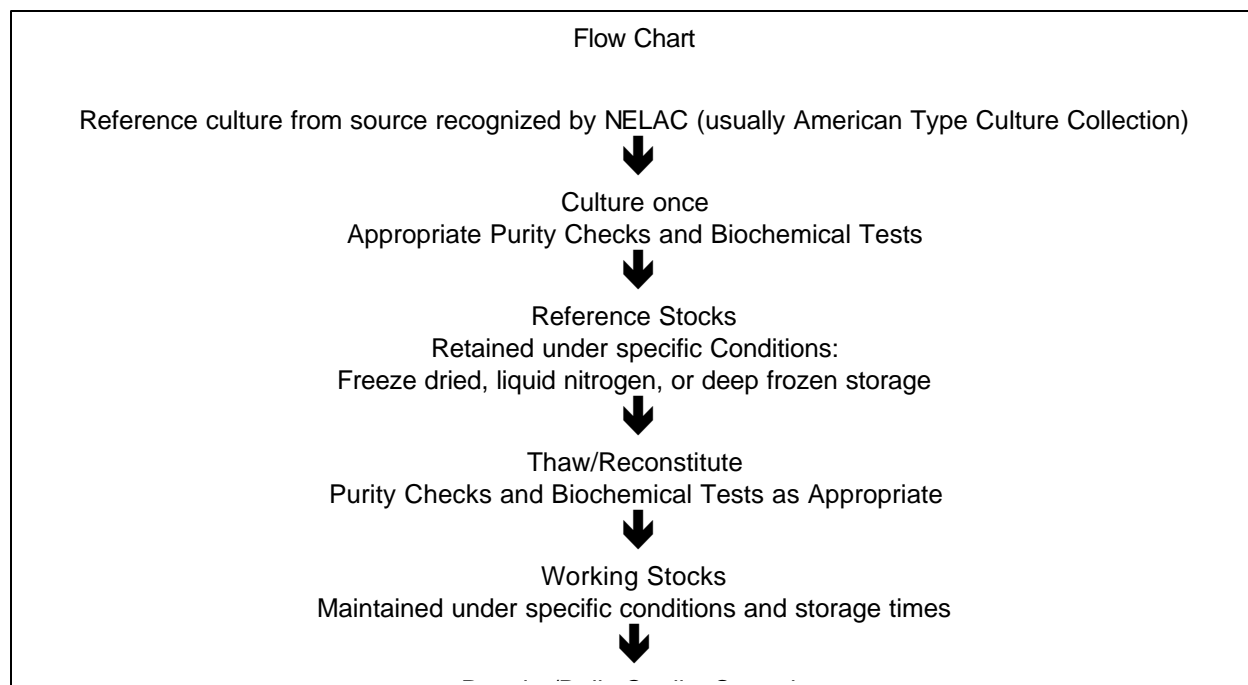 Flow Chart
Reference culture from source recognized by NELAC (usually American Type Culture Collection)
Culture once
Appropriate Purity Checks and Biochemical Tests
Reference Stocks
Retained under specific Conditions:
Freeze dried, liquid nitrogen, or deep frozen storage
Thaw/Reconstitute
Purity Checks and Biochemical Tests as Appropriate
Working Stocks
Maintained under specific conditions and storage times